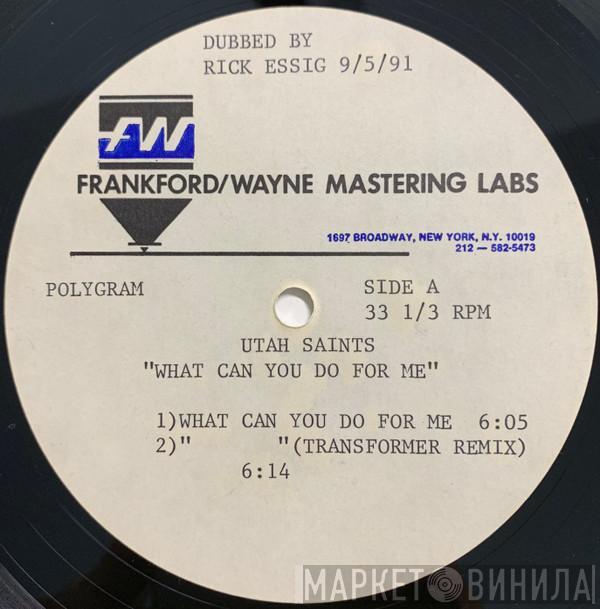 DUBBED BY
RICK ESSIG 9/5/91
AW
FRANKFORD/WAYNE MASTERING LABS
1697 BROADWAY, NEW YORK, N.Y. 10019
212 — 582-5473
POLYGRAM
SIDE A
33 1/3 RPM
UTAH SAINTS
"WHAT CAN YOU DO FOR ME"
1)WHAT CAN YOU DO FOR ME 6:05
2)" "(TRANSFORMER REMIX)
6:14
МАРКЕТ ВИНИЛА